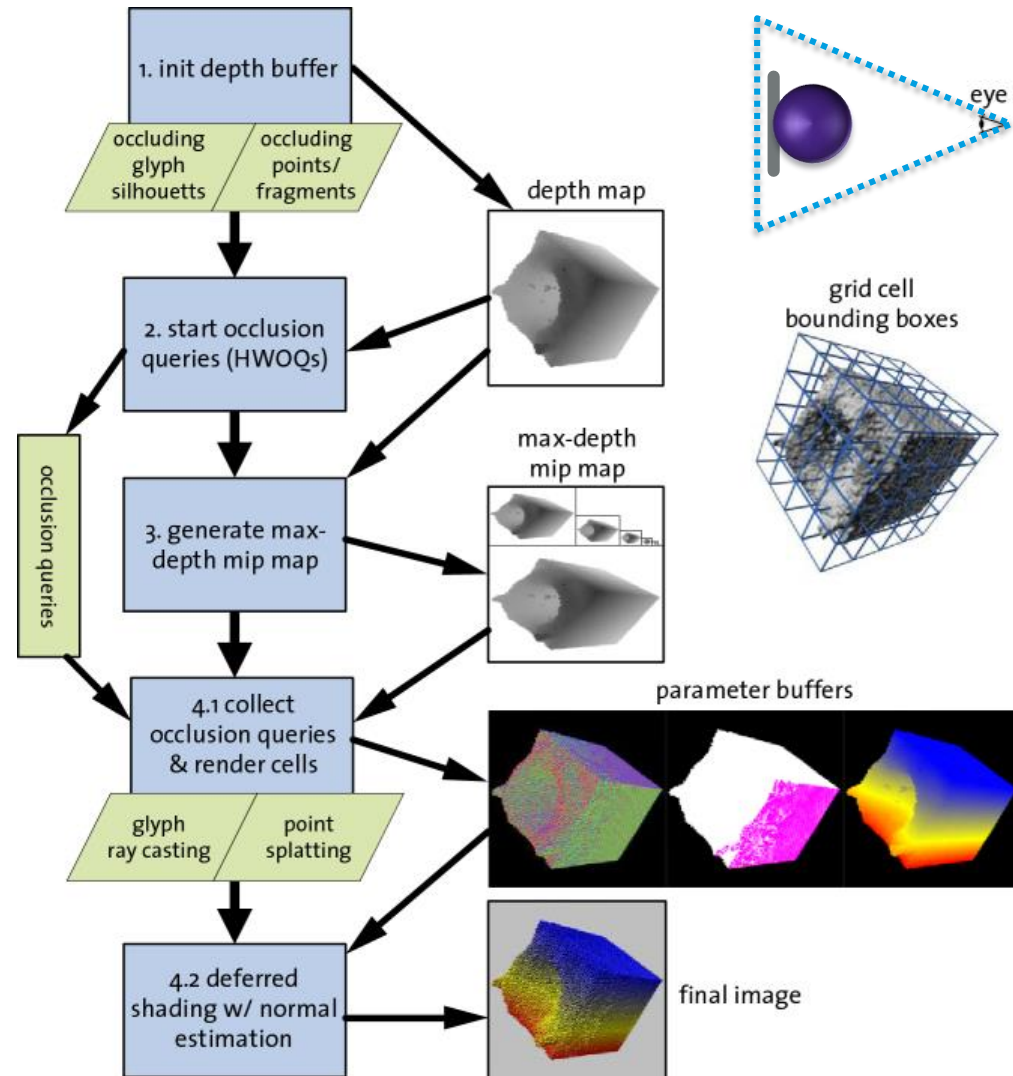 1. init depth buffer
occluding
glyph
silhouetts
occluding
points/
fragments
eye
depth map
2. start occlusion
queries (HWOQs)
grid cell
bounding boxes
occlusion queries
max-depth
mip map
3. generate max-
depth mip map
4.1 collect
occlusion queries
& render cells
parameter buffers
glyph
ray casting
point
splatting
4.2 deferred
shading w/ normal
estimation
final image